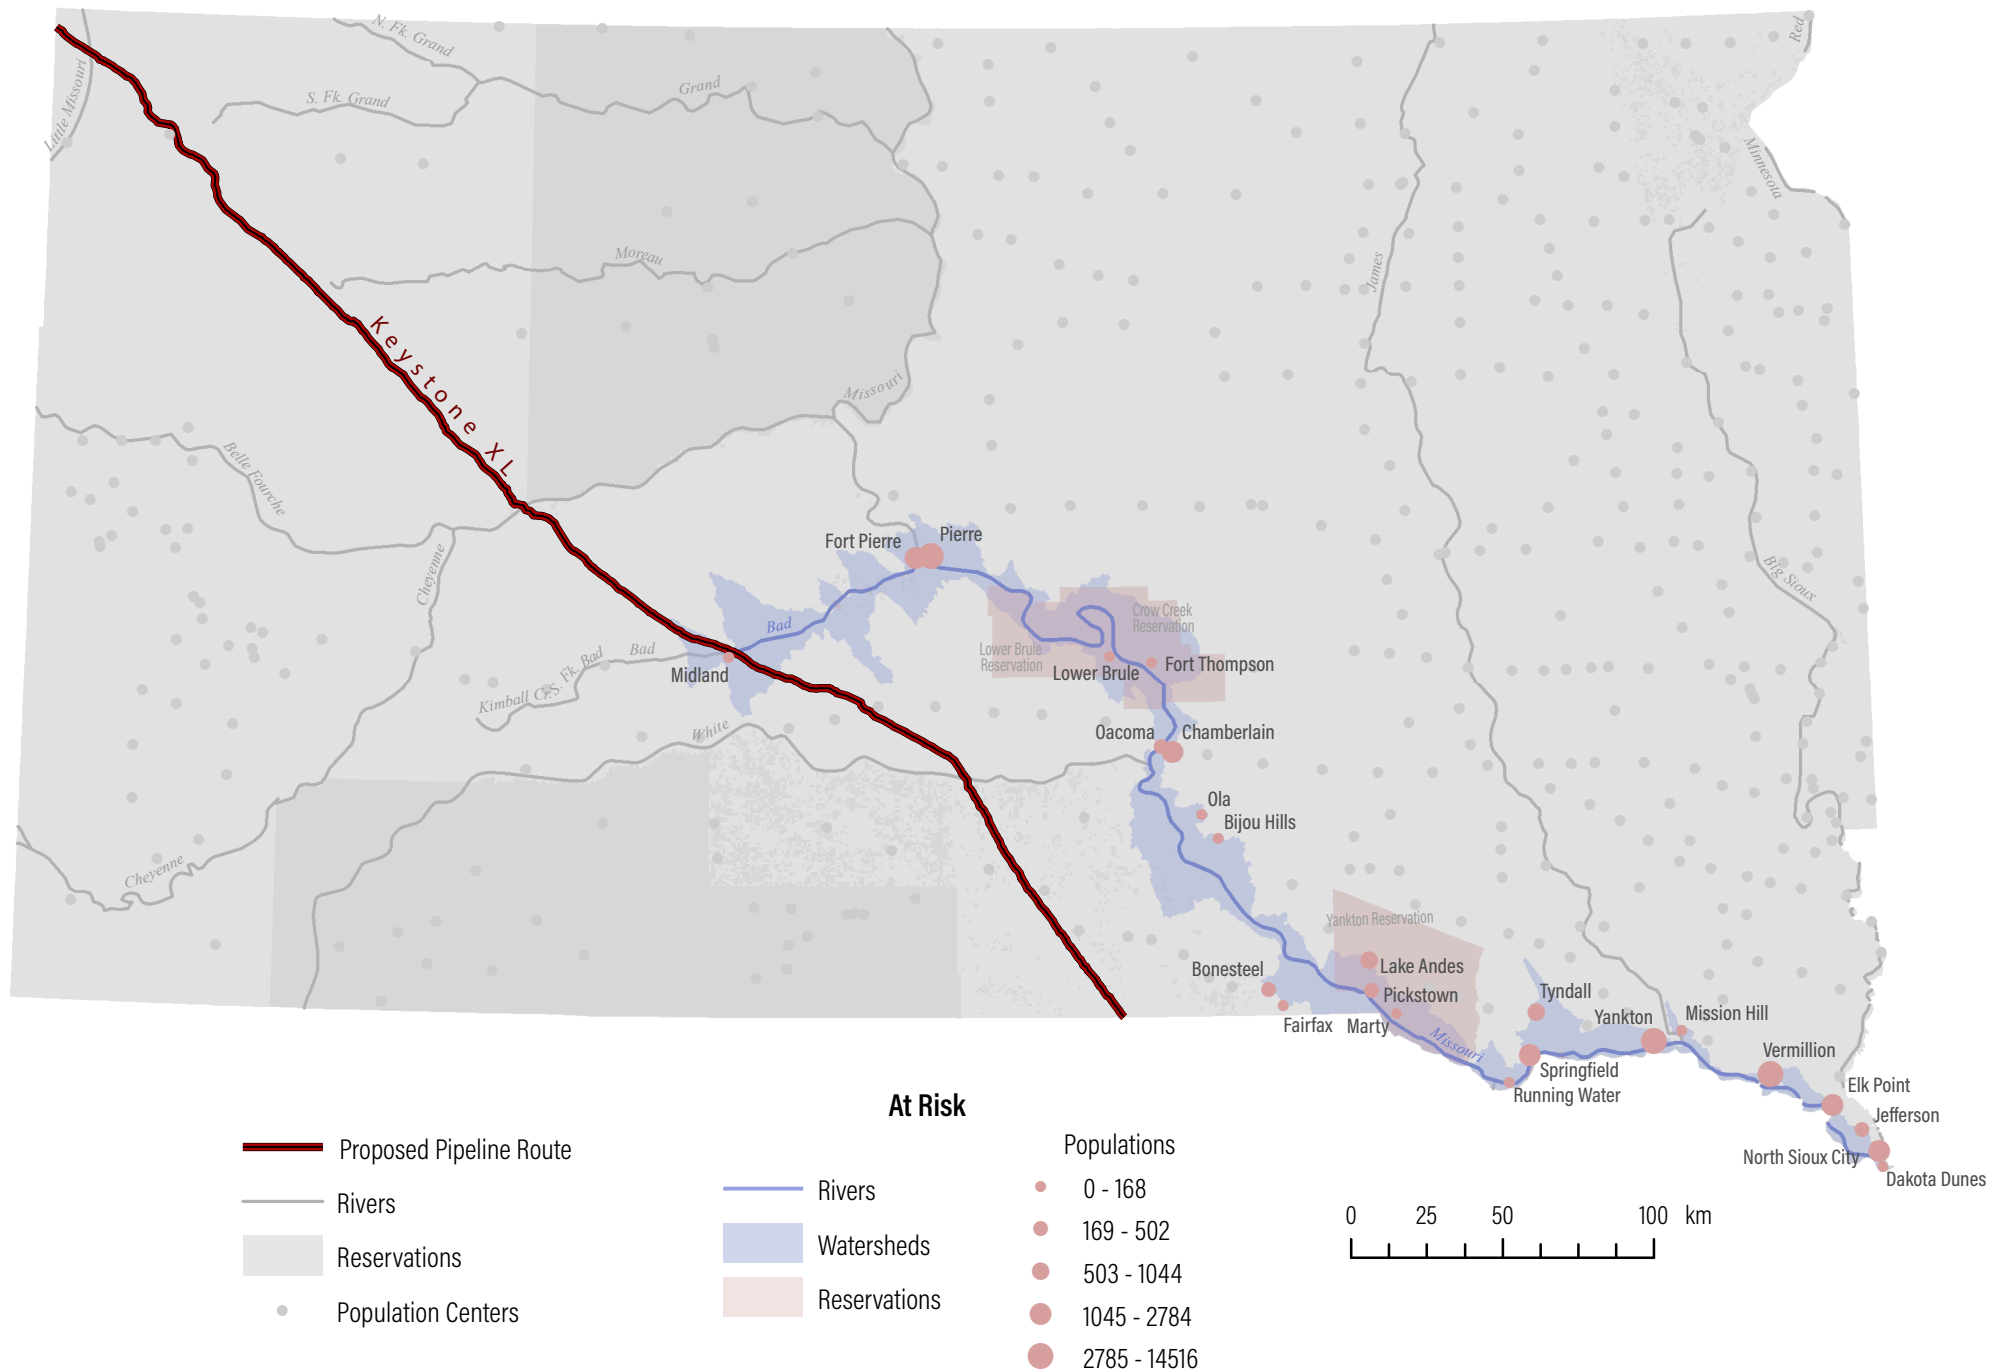 N. Fk. Grand
Red
Little Missouri
S. Fk. Grand
Grand
Minnesota
Moreau
James
Keystone XL
Missouri
Belle Fourche
Cheyenne
Fort Pierre
Pierre
Big Sioux
Bad
Crow Creek
Reservation
Lower Brule
Reservation
Bad
S. Fk. Bad
Kimball Cr.
Midland
Lower Brule
Fort Thompson
White
Oacoma
Chamberlain
Ola
Bijou Hills
Cheyenne
Yankton Reservation
Bonesteel
Lake Andes
Pickstown
Tyndall
Fairfax
Marty
Yankton
Mission Hill
Missouri
Springfield
Running Water
Vermillion
Elk Point
Jefferson
North Sioux City
Dakota Dunes
At Risk
Proposed Pipeline Route
Rivers
Reservations
Population Centers
Rivers
Watersheds
Reservations
Populations
0 - 168
169 - 502
503 - 1044
1045 - 2784
2785 - 14516
0 25 50 100 km